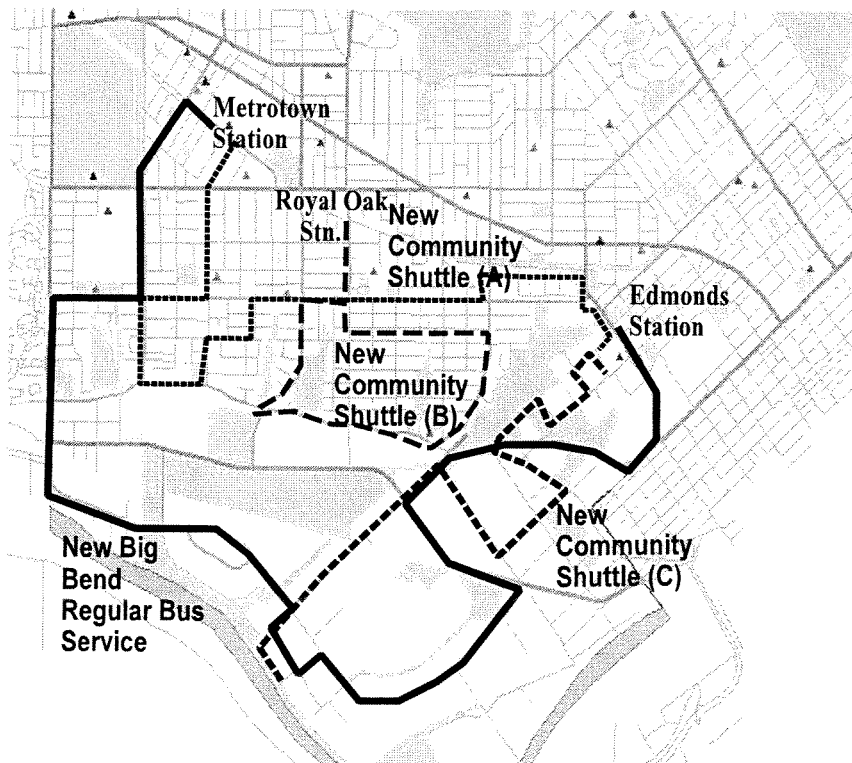 Metrotown
Station
Royal Oak
Stn.
New
Community
Shuttle (A)
Edmonds
Station
New
Community
Shuttle (B)
New
Community
Shuttle (C)
New Big
Bend
Regular Bus
Service